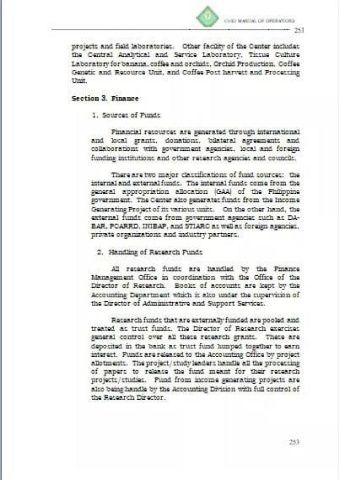 CvSU MANUAL OF OPERATIONS
253
projects and field laboratories. Other facility of the Center includes
the Central Analytical and Service Laboratory, Tissue Culture
Laboratory for banana, coffee and orchids, Orchid Production, Coffee
Genetic and Resource Unit, and Coffee Post harvest and Processing
Unit.
Section 3. Finance
1. Sources of Funds
Financial resources are generated through international
and local grants, donations, bilateral agreements and
collaborations with government agencies, local and foreign
funding institutions and other research agencies and councils.
There are two major classifications of fund sources: the
internal and external funds. The internal funds come from the
general appropriation allocation (GAA) of the Philippine
government. The Center also generates funds from the Income
Generating Project of its various units. On the other hand, the
external funds come from government agencies such as DA-
BAR, PCARRD, INIBAP, and STIARC as well as foreign agencies,
private organizations and industry partners.
2. Handling of Research Funds
All research funds are handled by the Finance
Management Office in coordination with the Office of the
Director of Research. Books of accounts are kept by the
Accounting Department which is also under the supervision of
the Director of Administrative and Support Services.
Research funds that are externally funded are pooled and
treated as trust funds. The Director of Research exercises
general control over all these research grants. These are
deposited in the bank as trust fund lumped together to earn
interest. Funds are released to the Accounting Office by project
allotments. The project/study leaders handle all the processing
of papers to release the fund meant for their research
projects/studies. Fund from income generating projects are
also being handle by the Accounting Division with full control of
the Research Director.
253